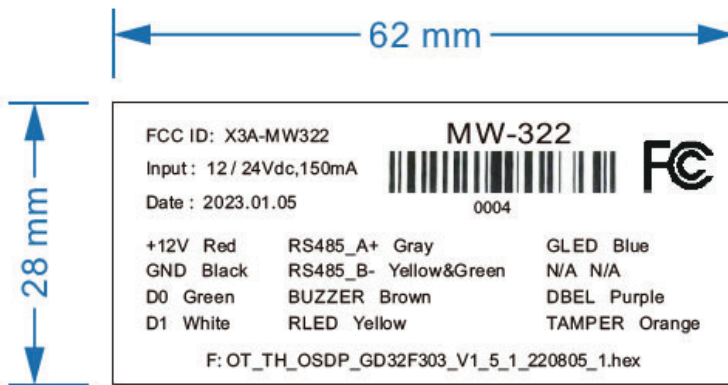 62 mm
28 mm
FCC ID: X3A-MW322
MW-322
Input : 12 / 24Vdc,150mA
FC
Date : 2023.01.05
0004
+12V Red RS485_A+ Gray GLED Blue
GND Black RS485_B- Yellow&Green N/A N/A
D0 Green BUZZER Brown DBEL Purple
D1 White RLED Yellow TAMPER Orange
F: OT_TH_OSDP_GD32F303_V1_5_1_220805_1.hex